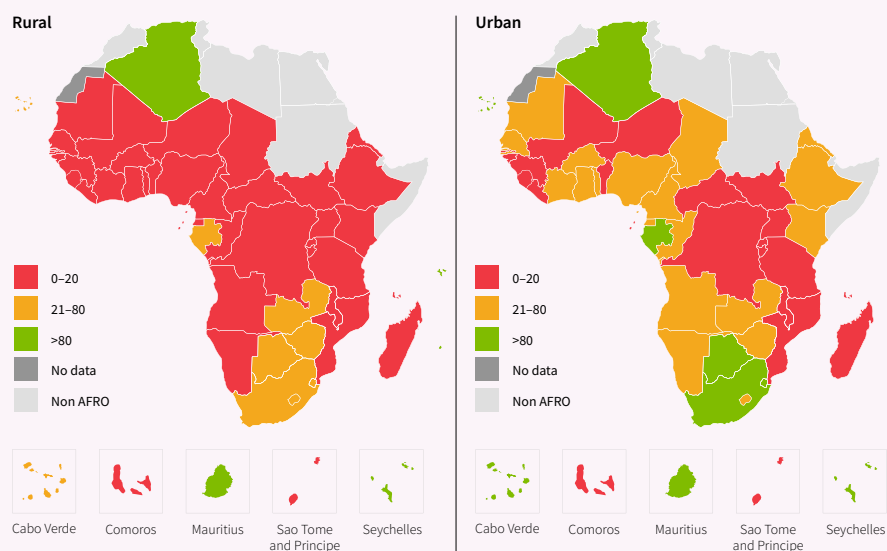 Rural
0–20
21–80
>80
No data
Non AFRO
Cabo Verde
Comoros
Mauritius
Sao Tome
and Principe
Seychelles
Urban
0–20
21–80
>80
No data
Non AFRO
Cabo Verde
Comoros
Mauritius
Sao Tome
and Principe
Seychelles